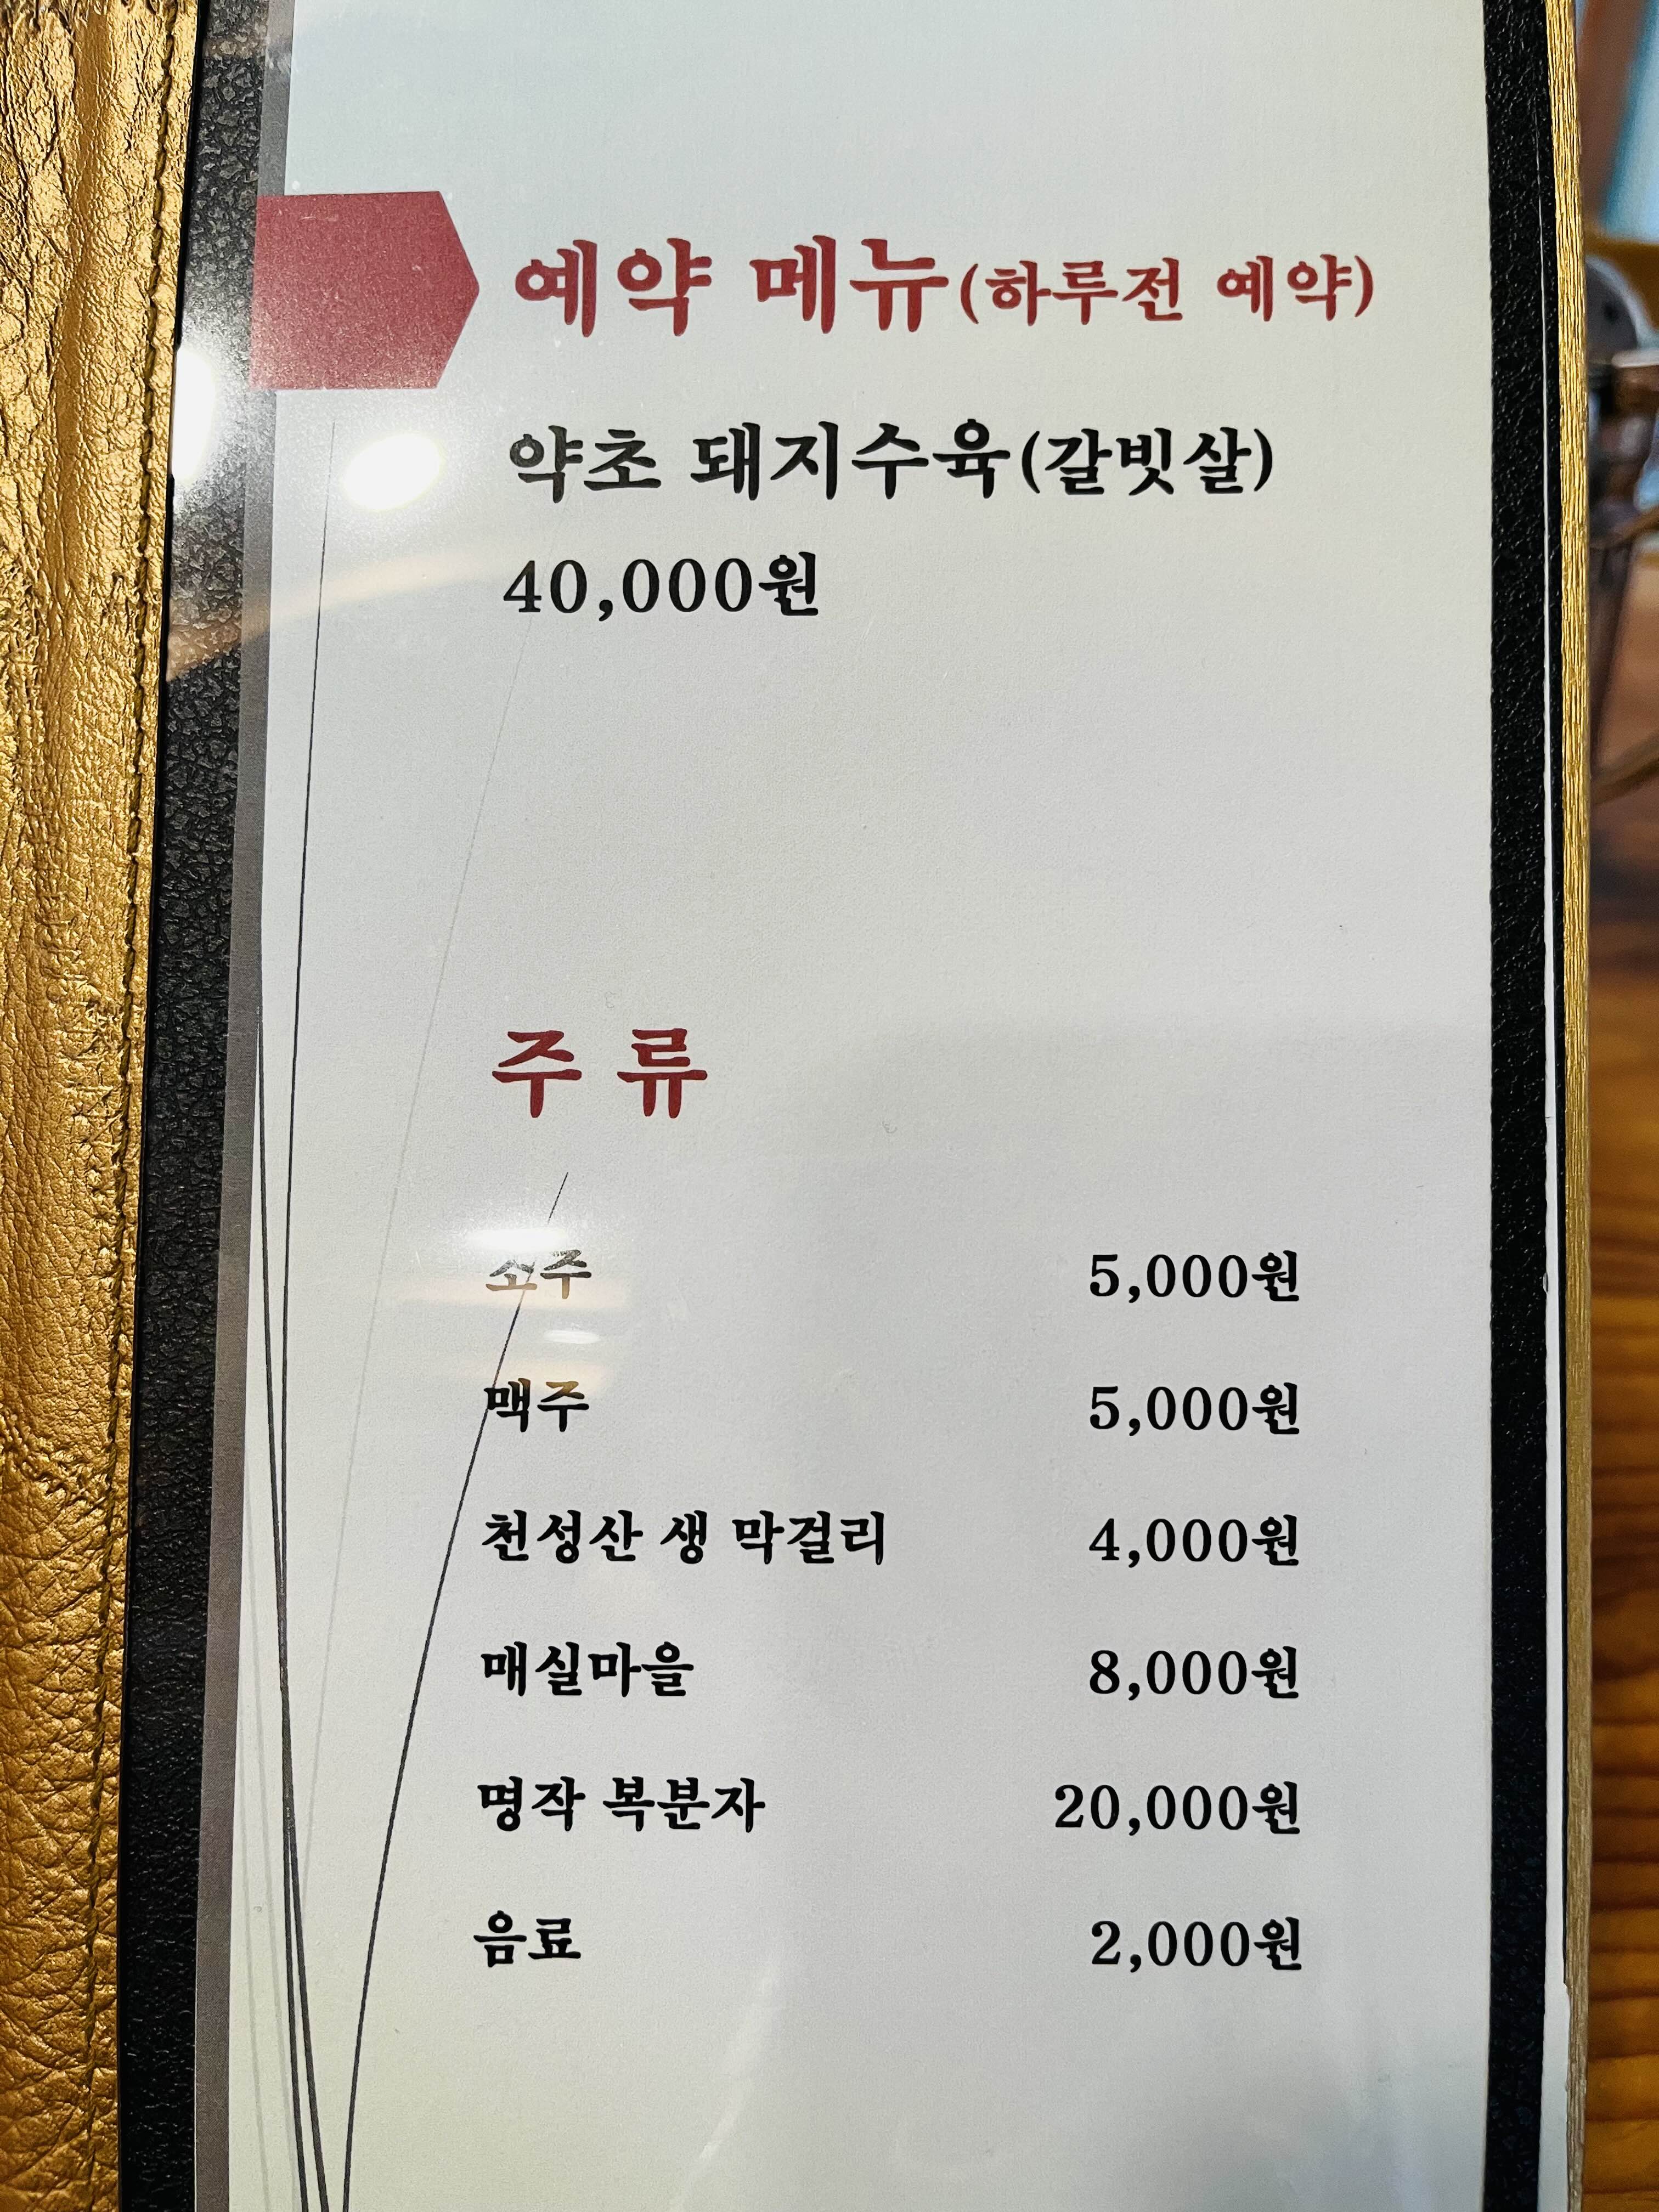 예약 메뉴(하루전 예약)
약초 돼지수육(갈빗살)
40,000원
주 류
소주 5,000원
맥주 5,000원
천성산 생 막걸리 4,000원
매실마을 8,000원
명작 복분자 20,000원
음료 2,000원